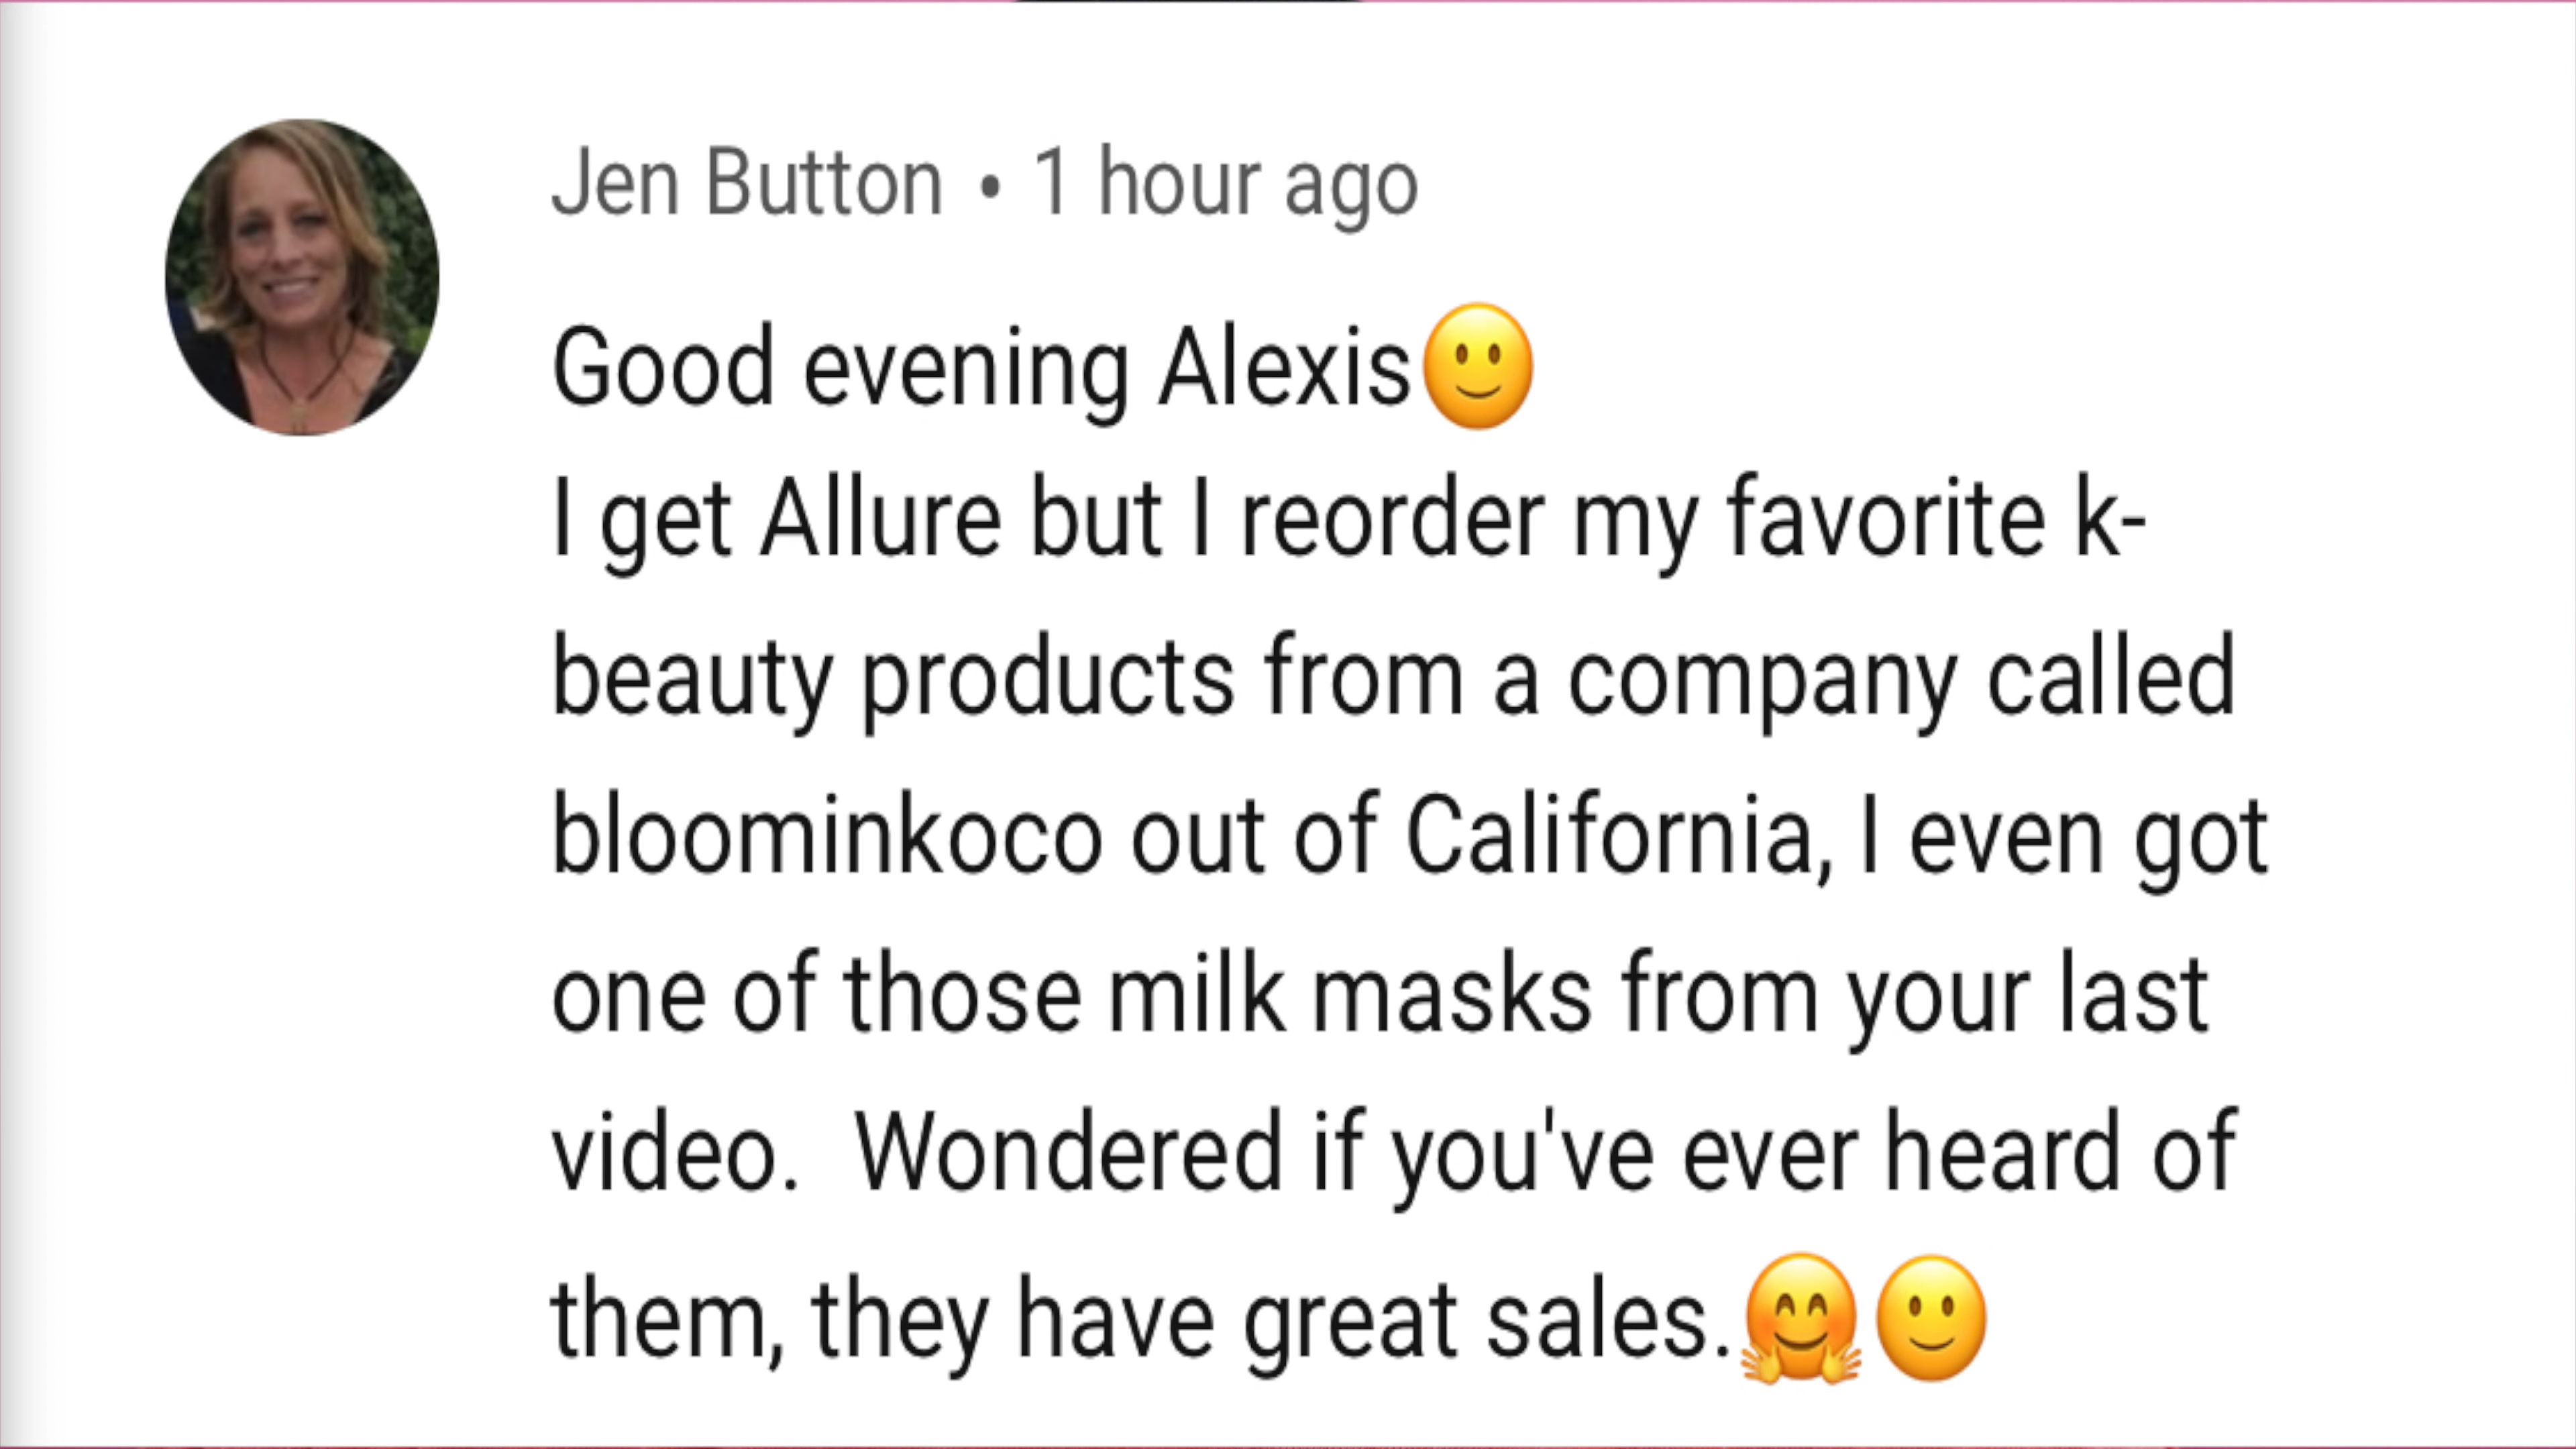 Jen Button • 1 hour ago
Good evening Alexis🙂
I get Allure but I reorder my favorite k-
beauty products from a company called
bloominkoco out of California, I even got
one of those milk masks from your last
video.  Wondered if you've ever heard of
them, they have great sales.🤗🙂